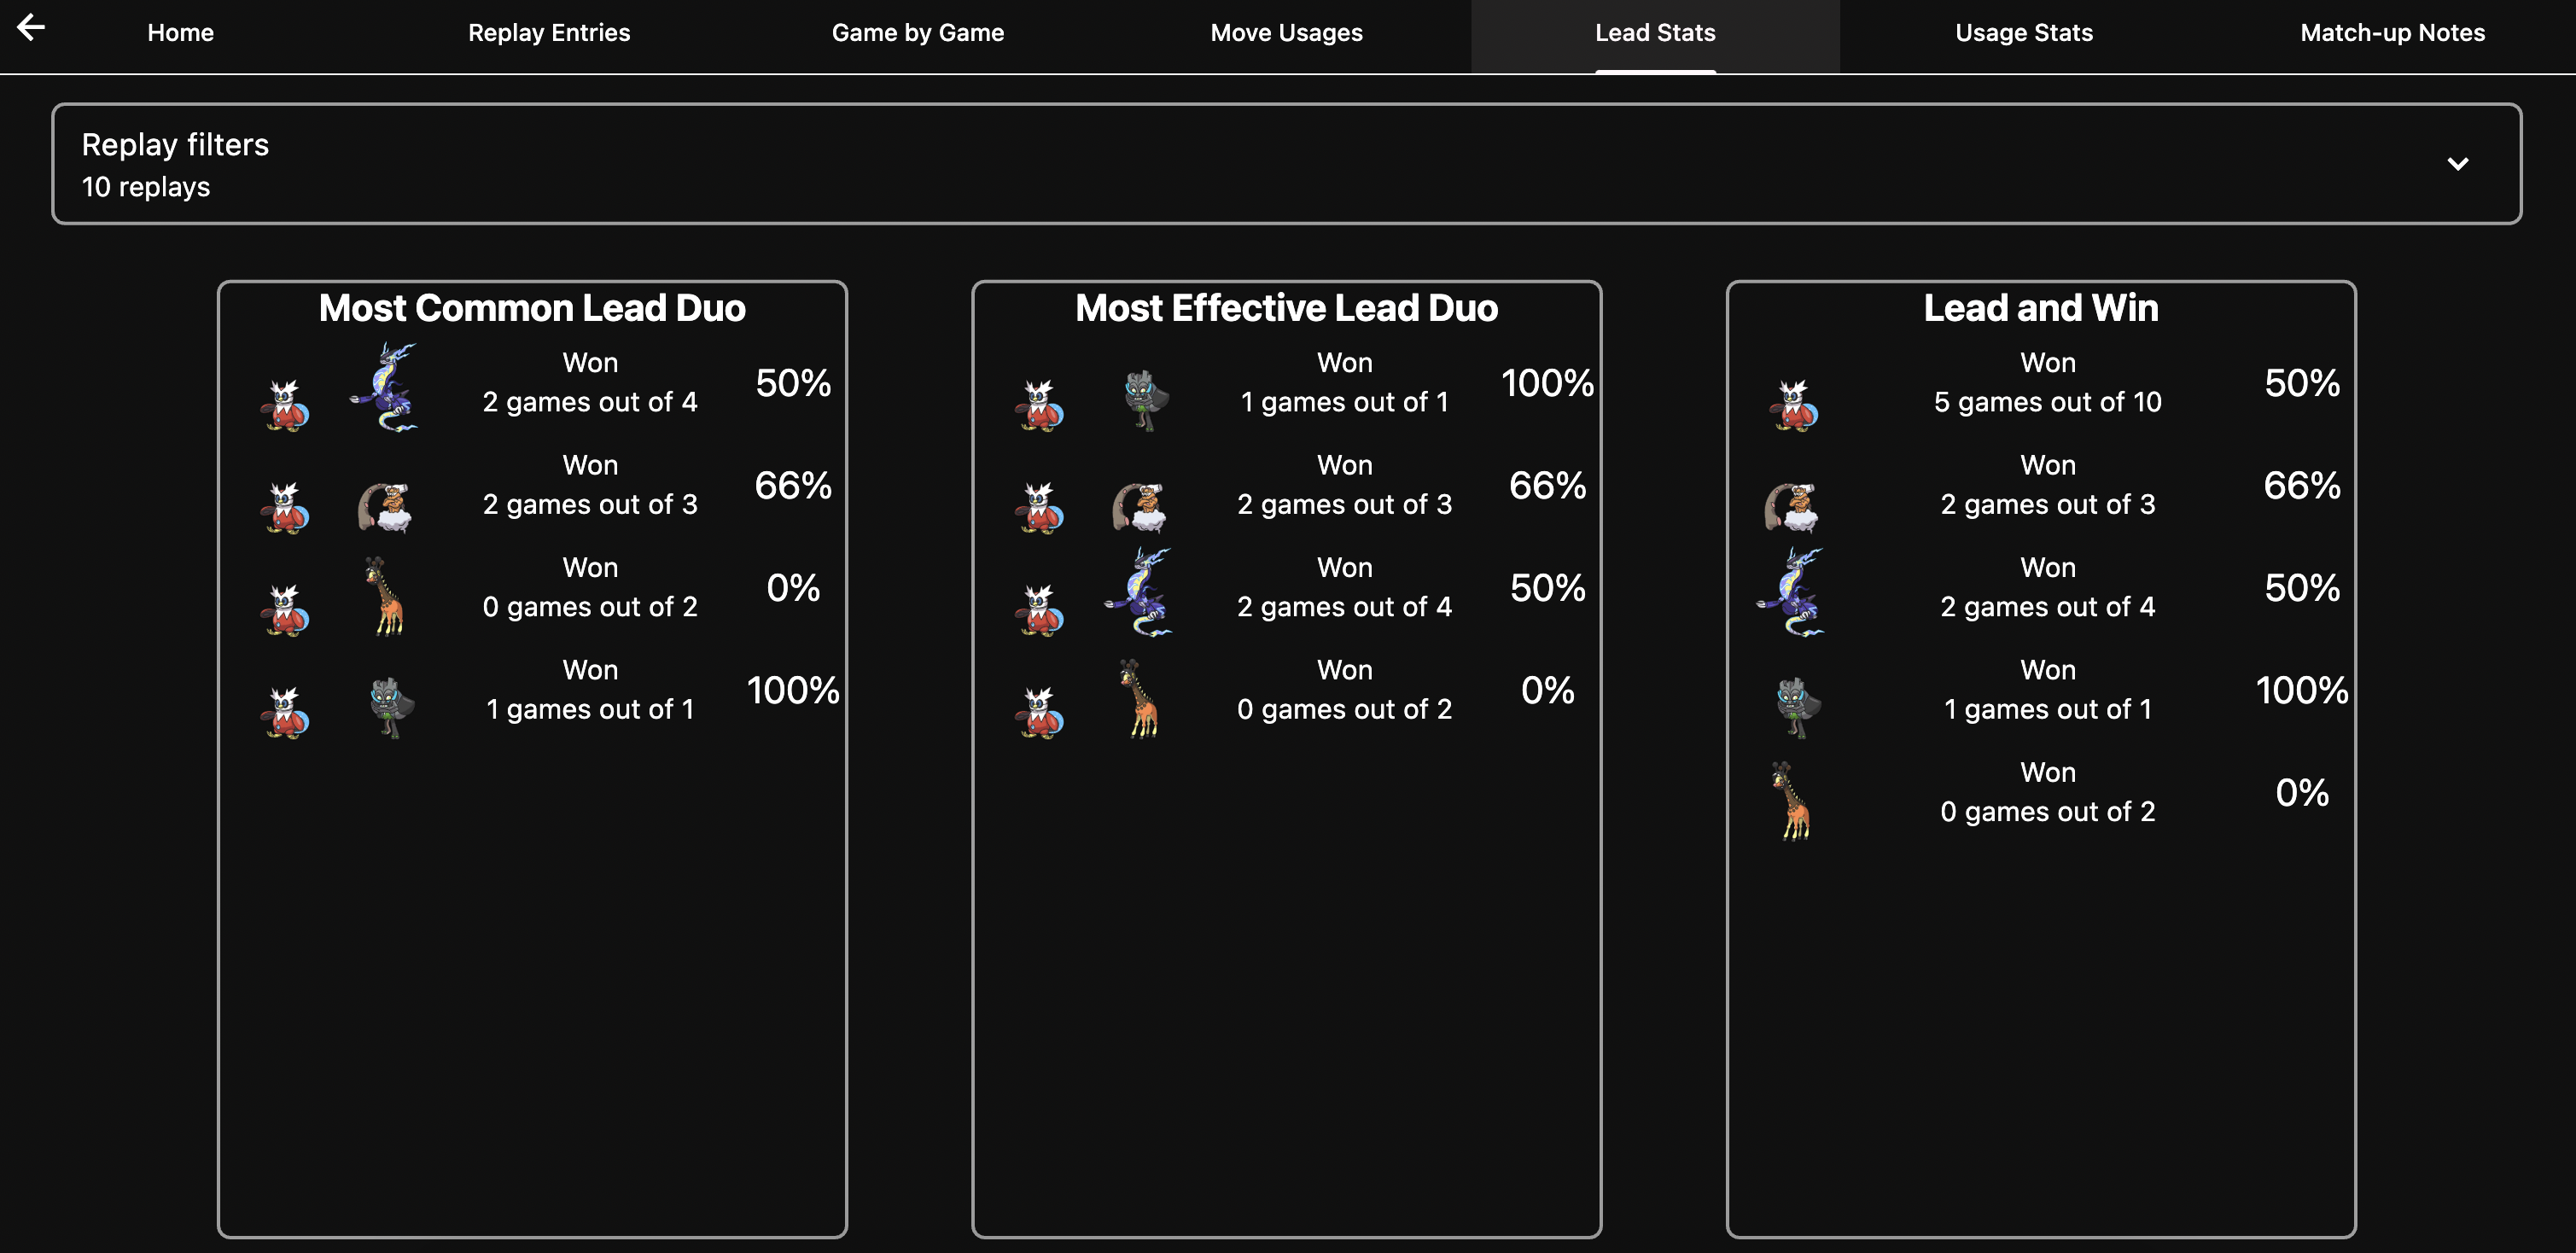 Home
Replay Entries
Game by Game
Move Usages
Lead Stats
Usage Stats
Match-up Notes
Replay filters
10 replays
Most Common Lead Duo
Won
2 games out of 4
50%
Won
2 games out of 3
66%
Won
0 games out of 2
0%
Won
1 games out of 1
100%
Most Effective Lead Duo
Won
1 games out of 1
100%
Won
2 games out of 3
66%
Won
2 games out of 4
50%
Won
0 games out of 2
0%
Lead and Win
Won
5 games out of 10
50%
Won
2 games out of 3
66%
Won
2 games out of 4
50%
Won
1 games out of 1
100%
Won
0 games out of 2
0%